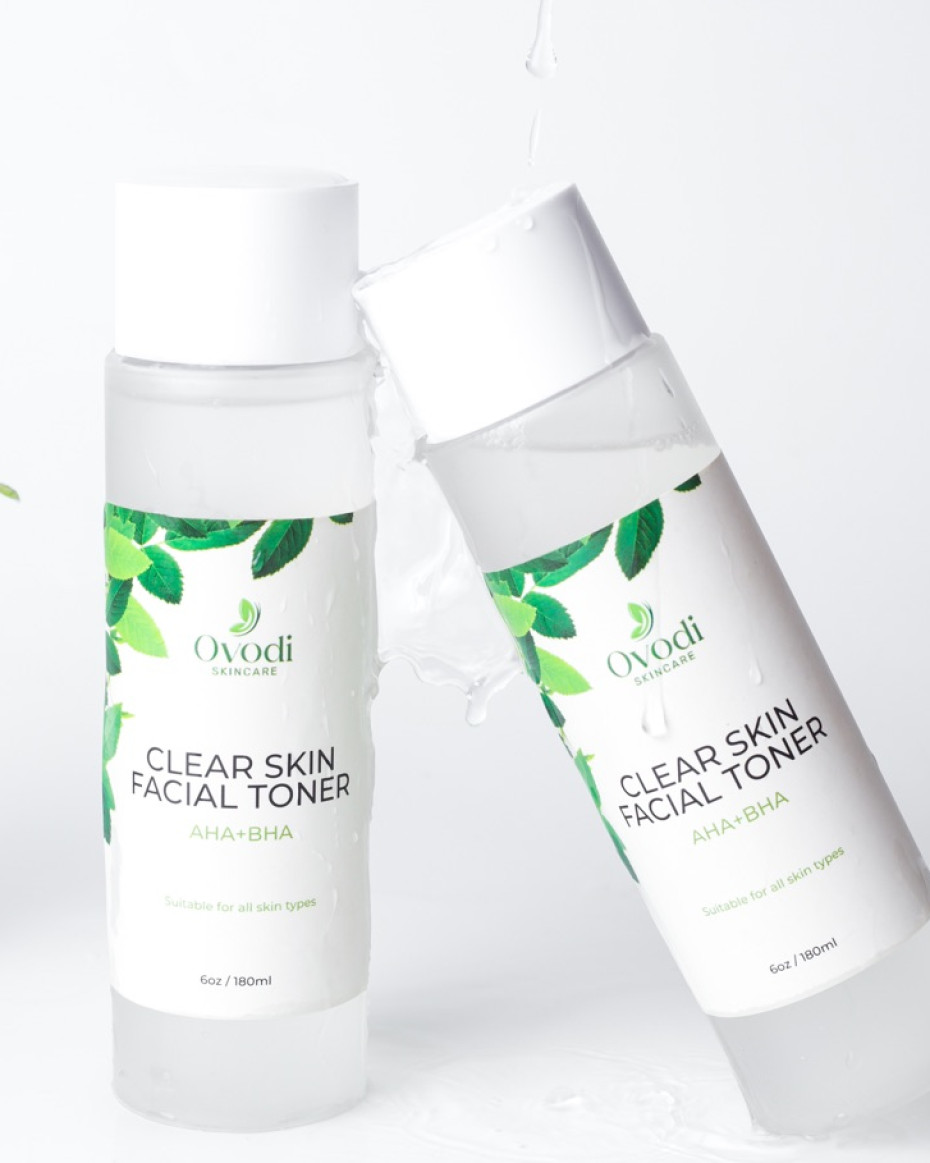 Ovodi
SKINCARE
CLEAR SKIN
FACIAL TONER
AHA+BHA
Suitable for all skin types
6oz / 180ml
Ovodi
SKINCARE
CLEAR SKIN
FACIAL TONER
AHA+BHA
Suitable for all skin types
6oz / 180ml